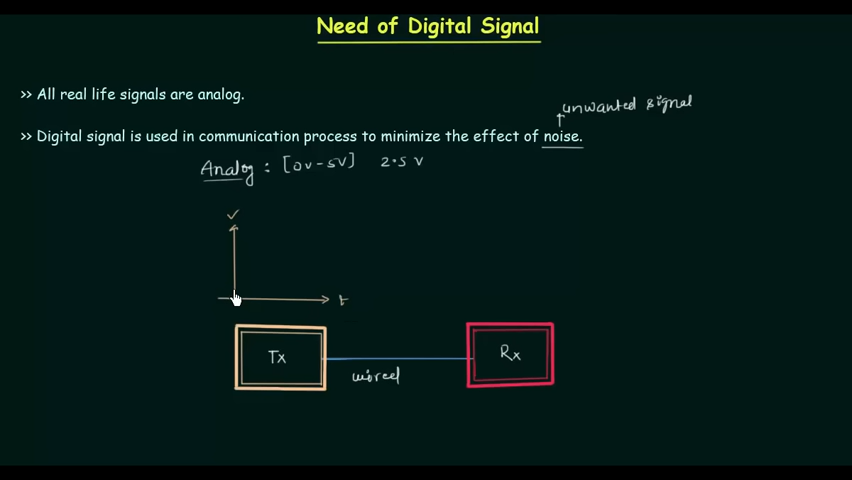 Need of Digital Signal
>> All real life signals are analog.
unwanted signal
>> Digital signal is used in communication process to minimize the effect of noise.
Analog : [0V-5V] 2.5 V
V
t
Tx
Rx
wired